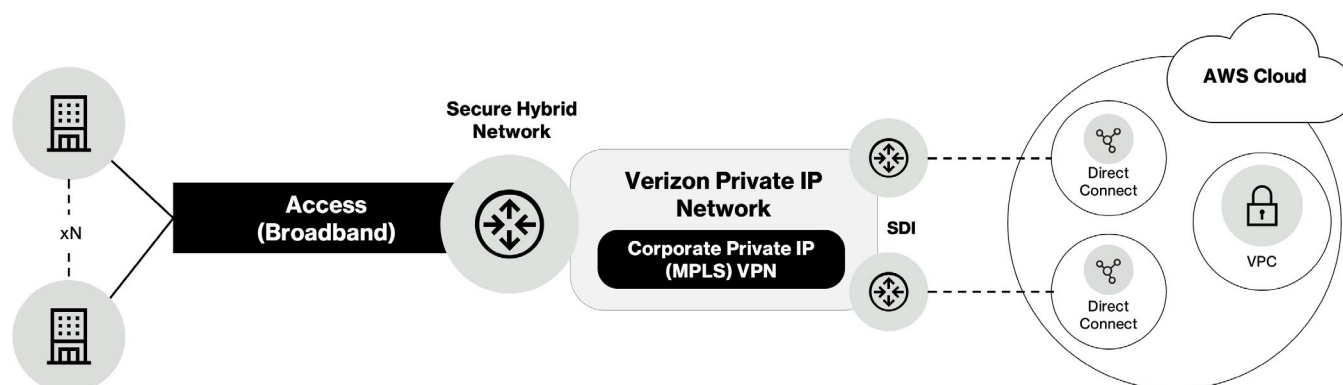 xN
Access
(Broadband)
Secure Hybrid
Network
Verizon Private IP
Network
Corporate Private IP
(MPLS) VPN
SDI
AWS Cloud
Direct
Connect
VPC
Direct
Connect